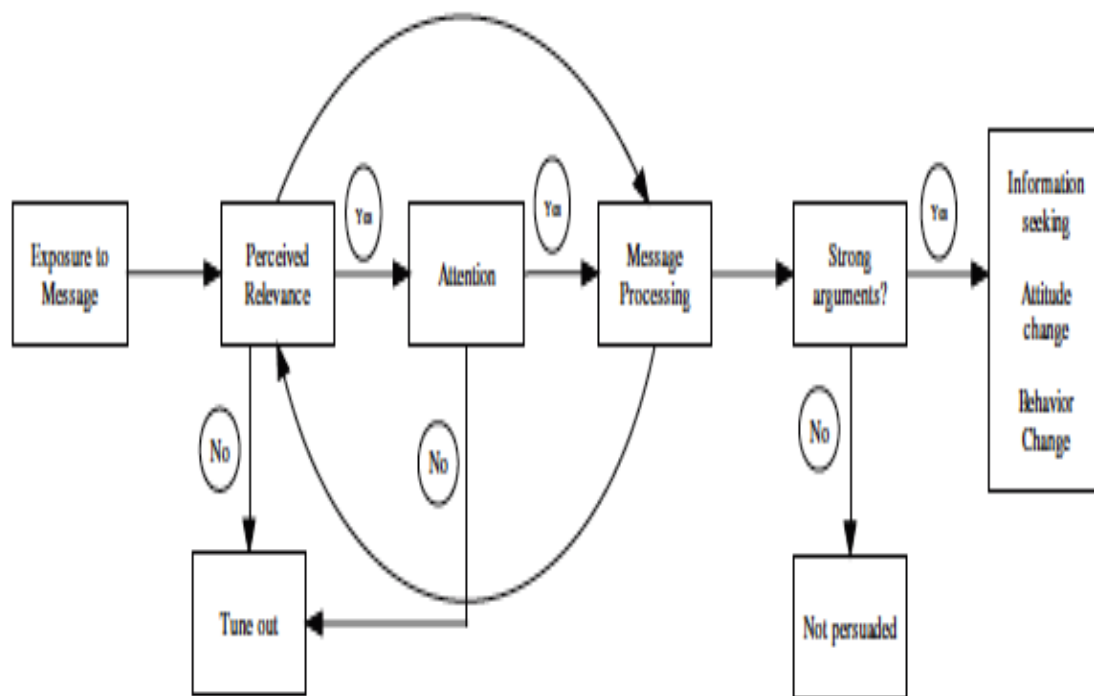 Exposure to
Message
Perceived
Relevance
Yes
Attention
Yes
Message
Processing
Strong
arguments?
Yes
Information
seeking
Attitude
change
Behavior
Change
No
No
No
Tune out
Not persuaded